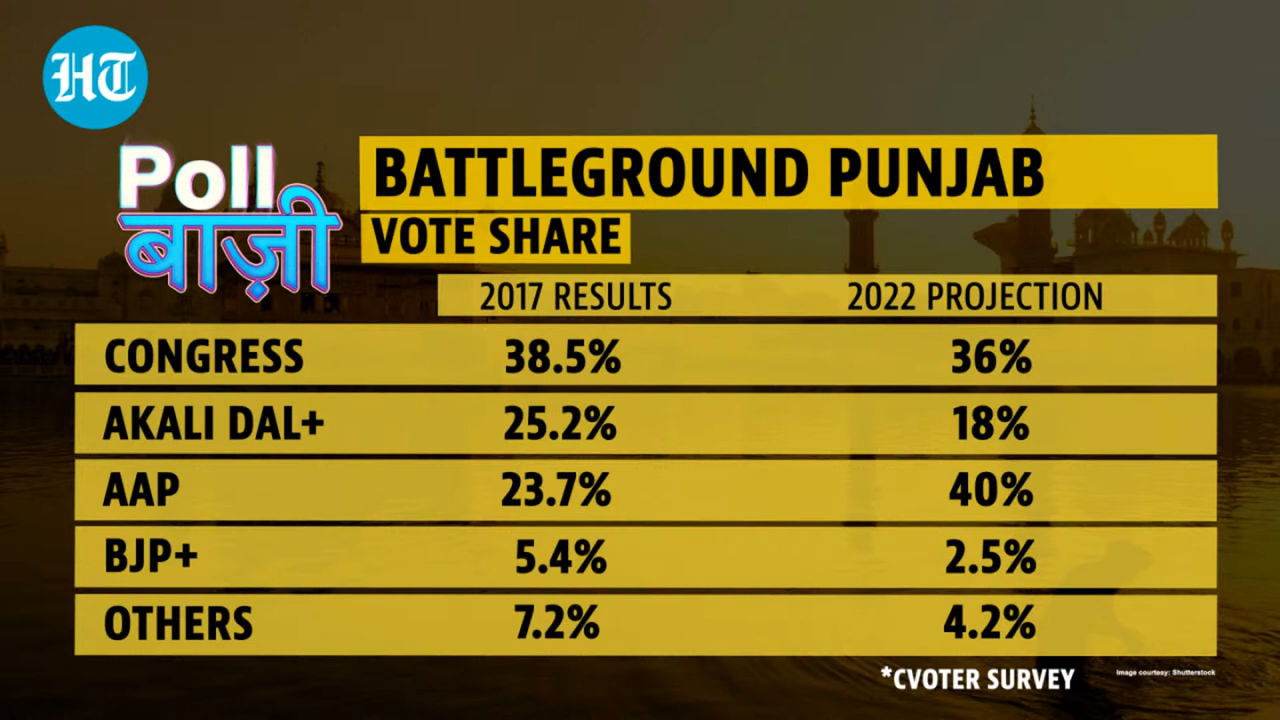 HT
Poll
बाज़ी
BATTLEGROUND PUNJAB
VOTE SHARE
2017 RESULTS 2022 PROJECTION
CONGRESS 38.5% 36%
AKALI DAL+ 25.2% 18%
AAP 23.7% 40%
BJP+ 5.4% 2.5%
OTHERS 7.2% 4.2%
*CVOTER SURVEY
Image courtesy: Shutterstock